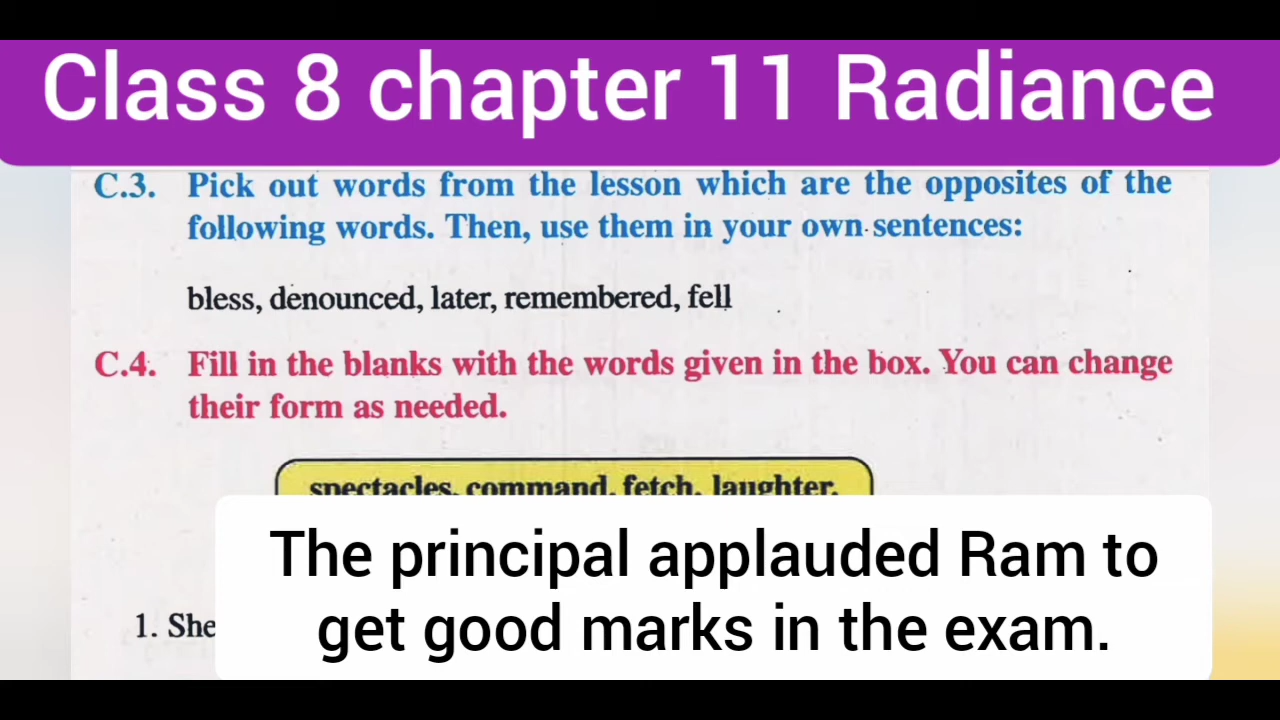 Class 8 chapter 11 Radiance
C.3. Pick out words from the lesson which are the opposites of the
following words. Then, use them in your own sentences:
bless, denounced, later, remembered, fell
C.4. Fill in the blanks with the words given in the box. You can change
their form as needed.
spectacles, command, fetch, laughter,
The principal applauded Ram to
get good marks in the exam.
1. She